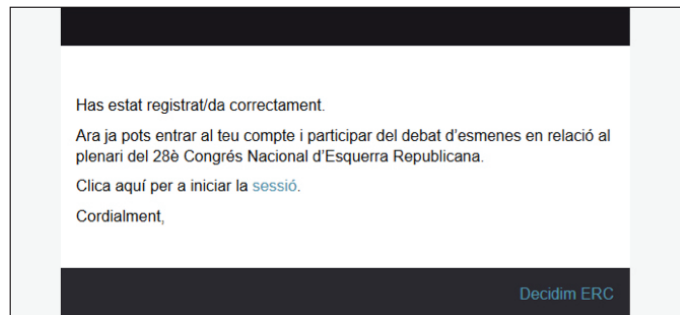 Has estat registrat/da correctament.
Ara ja pots entrar al teu compte i participar del debat d'esmenes en relació al
plenari del 28è Congrés Nacional d'Esquerra Republicana.
Clica aquí per a iniciar la sessió.
Cordialment,
Decidim ERC